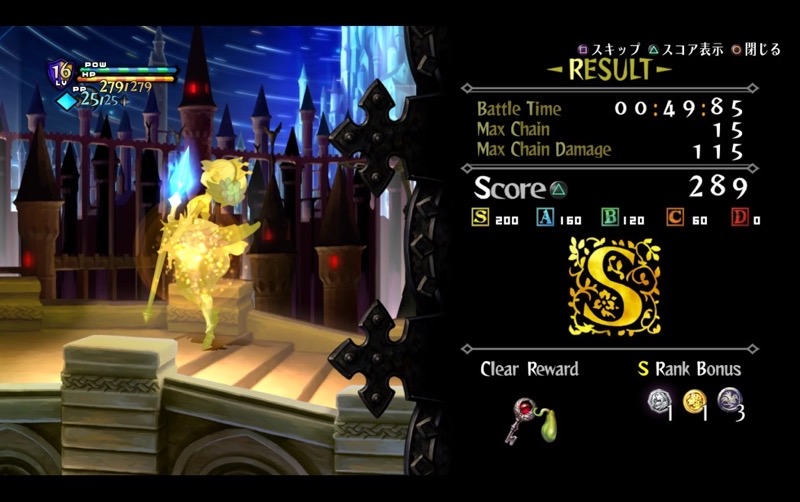 □スキップ △スコア表示 ○閉じる
RESULT
16
LV
POW
HP
279/279
PP
25/25+
Battle Time 00:49:85
Max Chain 15
Max Chain Damage 115
Score△ 289
S 200 A 160 B 120 C 60 D 0
S
Clear Reward S Rank Bonus
1 1 3